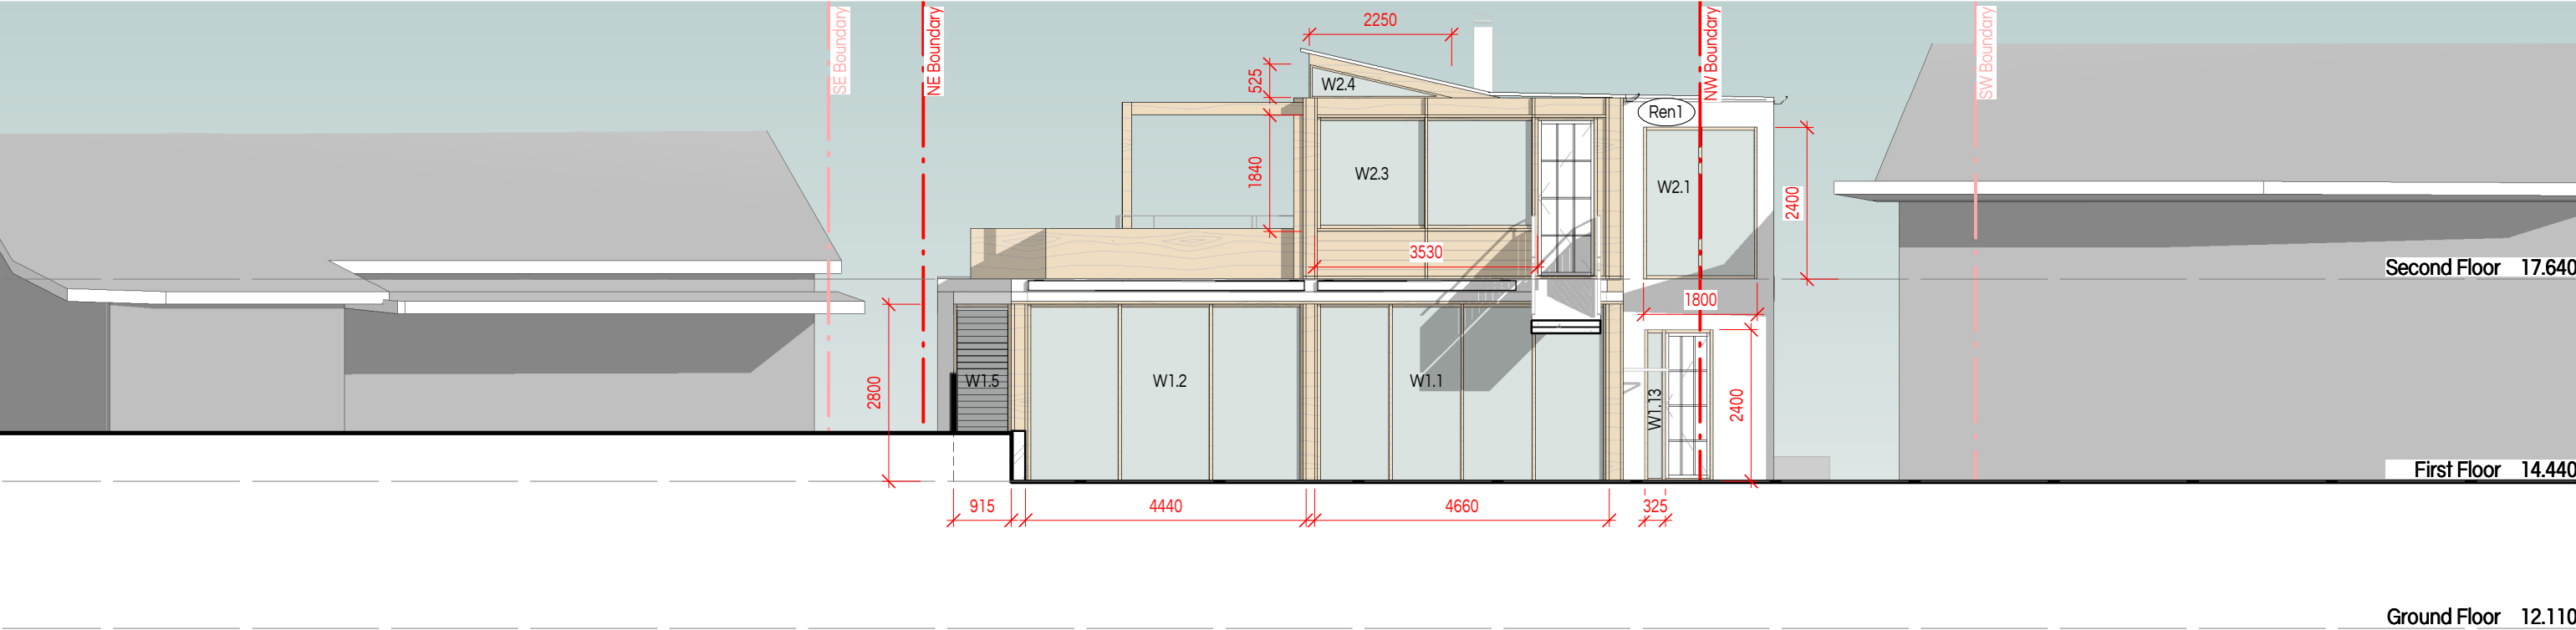 SE Boundary
NE Boundary
2250
NW Boundary
SW Boundary
525
W2.4
Ren1
1840
W2.3
W2.1
2400
3530
Second Floor 17.640
1800
2800
W1.5
W1.2
W1.1
W1.13
2400
First Floor 14.440
915
4440
4660
325
Ground Floor 12.110